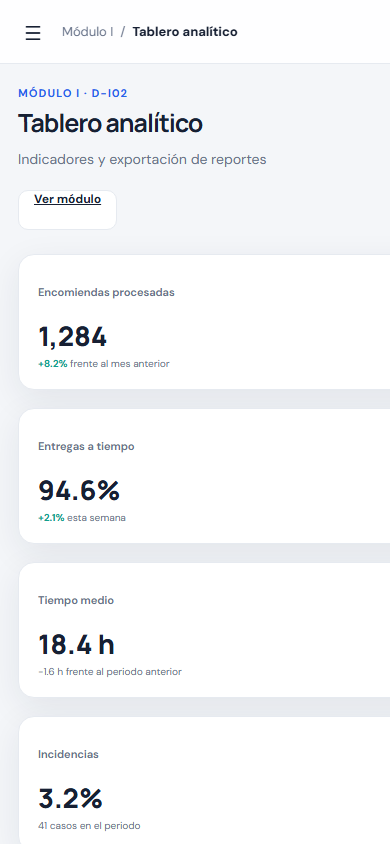 Módulo I / Tablero analítico
MÓDULO I · D-I02
Tablero analítico
Indicadores y exportación de reportes
Ver módulo
Encomiendas procesadas
1,284
+8.2% frente al mes anterior
Entregas a tiempo
94.6%
+2.1% esta semana
Tiempo medio
18.4 h
-1.6 h frente al periodo anterior
Incidencias
3.2%
41 casos en el periodo